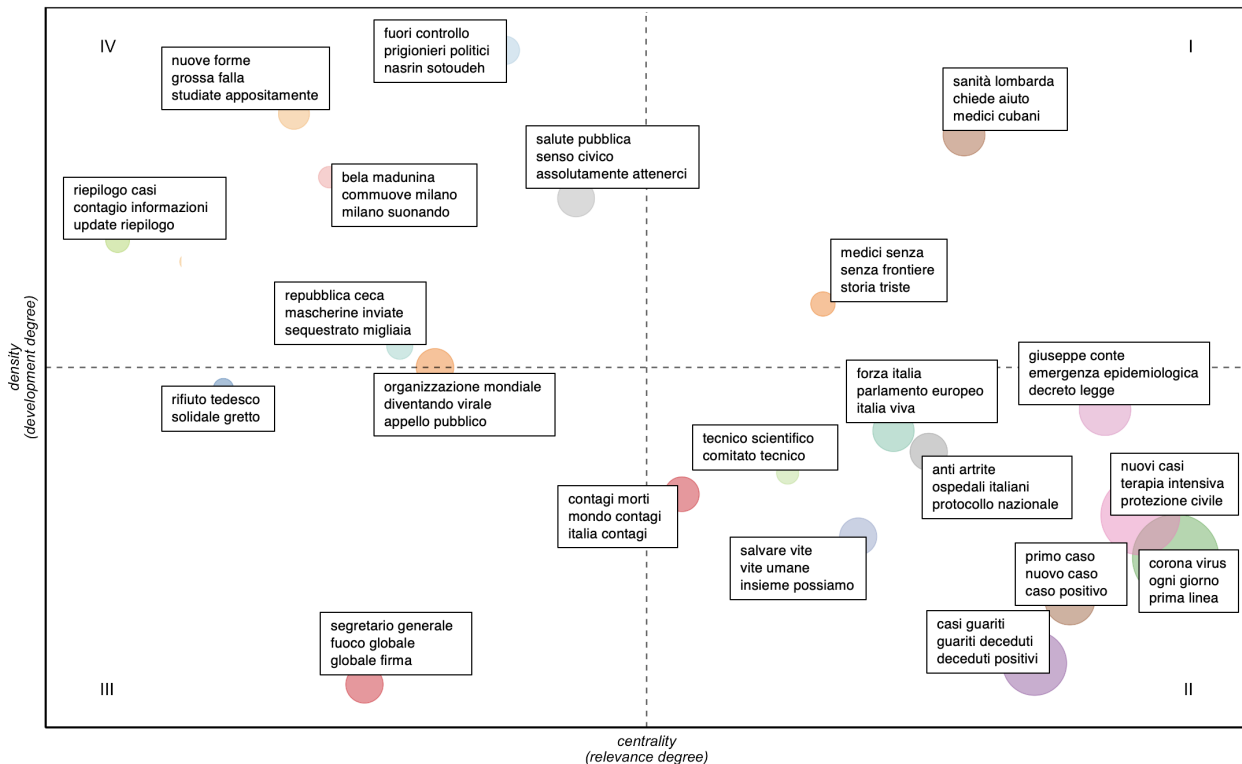 IV
I
fuori controllo
prigionieri politici
nasrin sotoudeh
nuove forme
grossa falla
studiate appositamente
sanità lombarda
chiede aiuto
medici cubani
salute pubblica
senso civico
assolutamente attenerci
bela madunina
commuove milano
milano suonando
riepilogo casi
contagio informazioni
update riepilogo
medici senza
senza frontiere
storia triste
repubblica ceca
mascherine inviate
sequestrato migliaia
density
(development degree)
organizzazione mondiale
diventando virale
appello pubblico
rifiuto tedesco
solidale gretto
forza italia
parlamento europeo
italia viva
giuseppe conte
emergenza epidemiologica
decreto legge
tecnico scientifico
comitato tecnico
anti artrite
ospedali italiani
protocollo nazionale
nuovi casi
terapia intensiva
protezione civile
contagi morti
mondo contagi
italia contagi
salvare vite
vite umane
insieme possiamo
primo caso
nuovo caso
caso positivo
corona virus
ogni giorno
prima linea
segretario generale
fuoco globale
globale firma
casi guariti
guariti deceduti
deceduti positivi
III
II
centrality
(relevance degree)